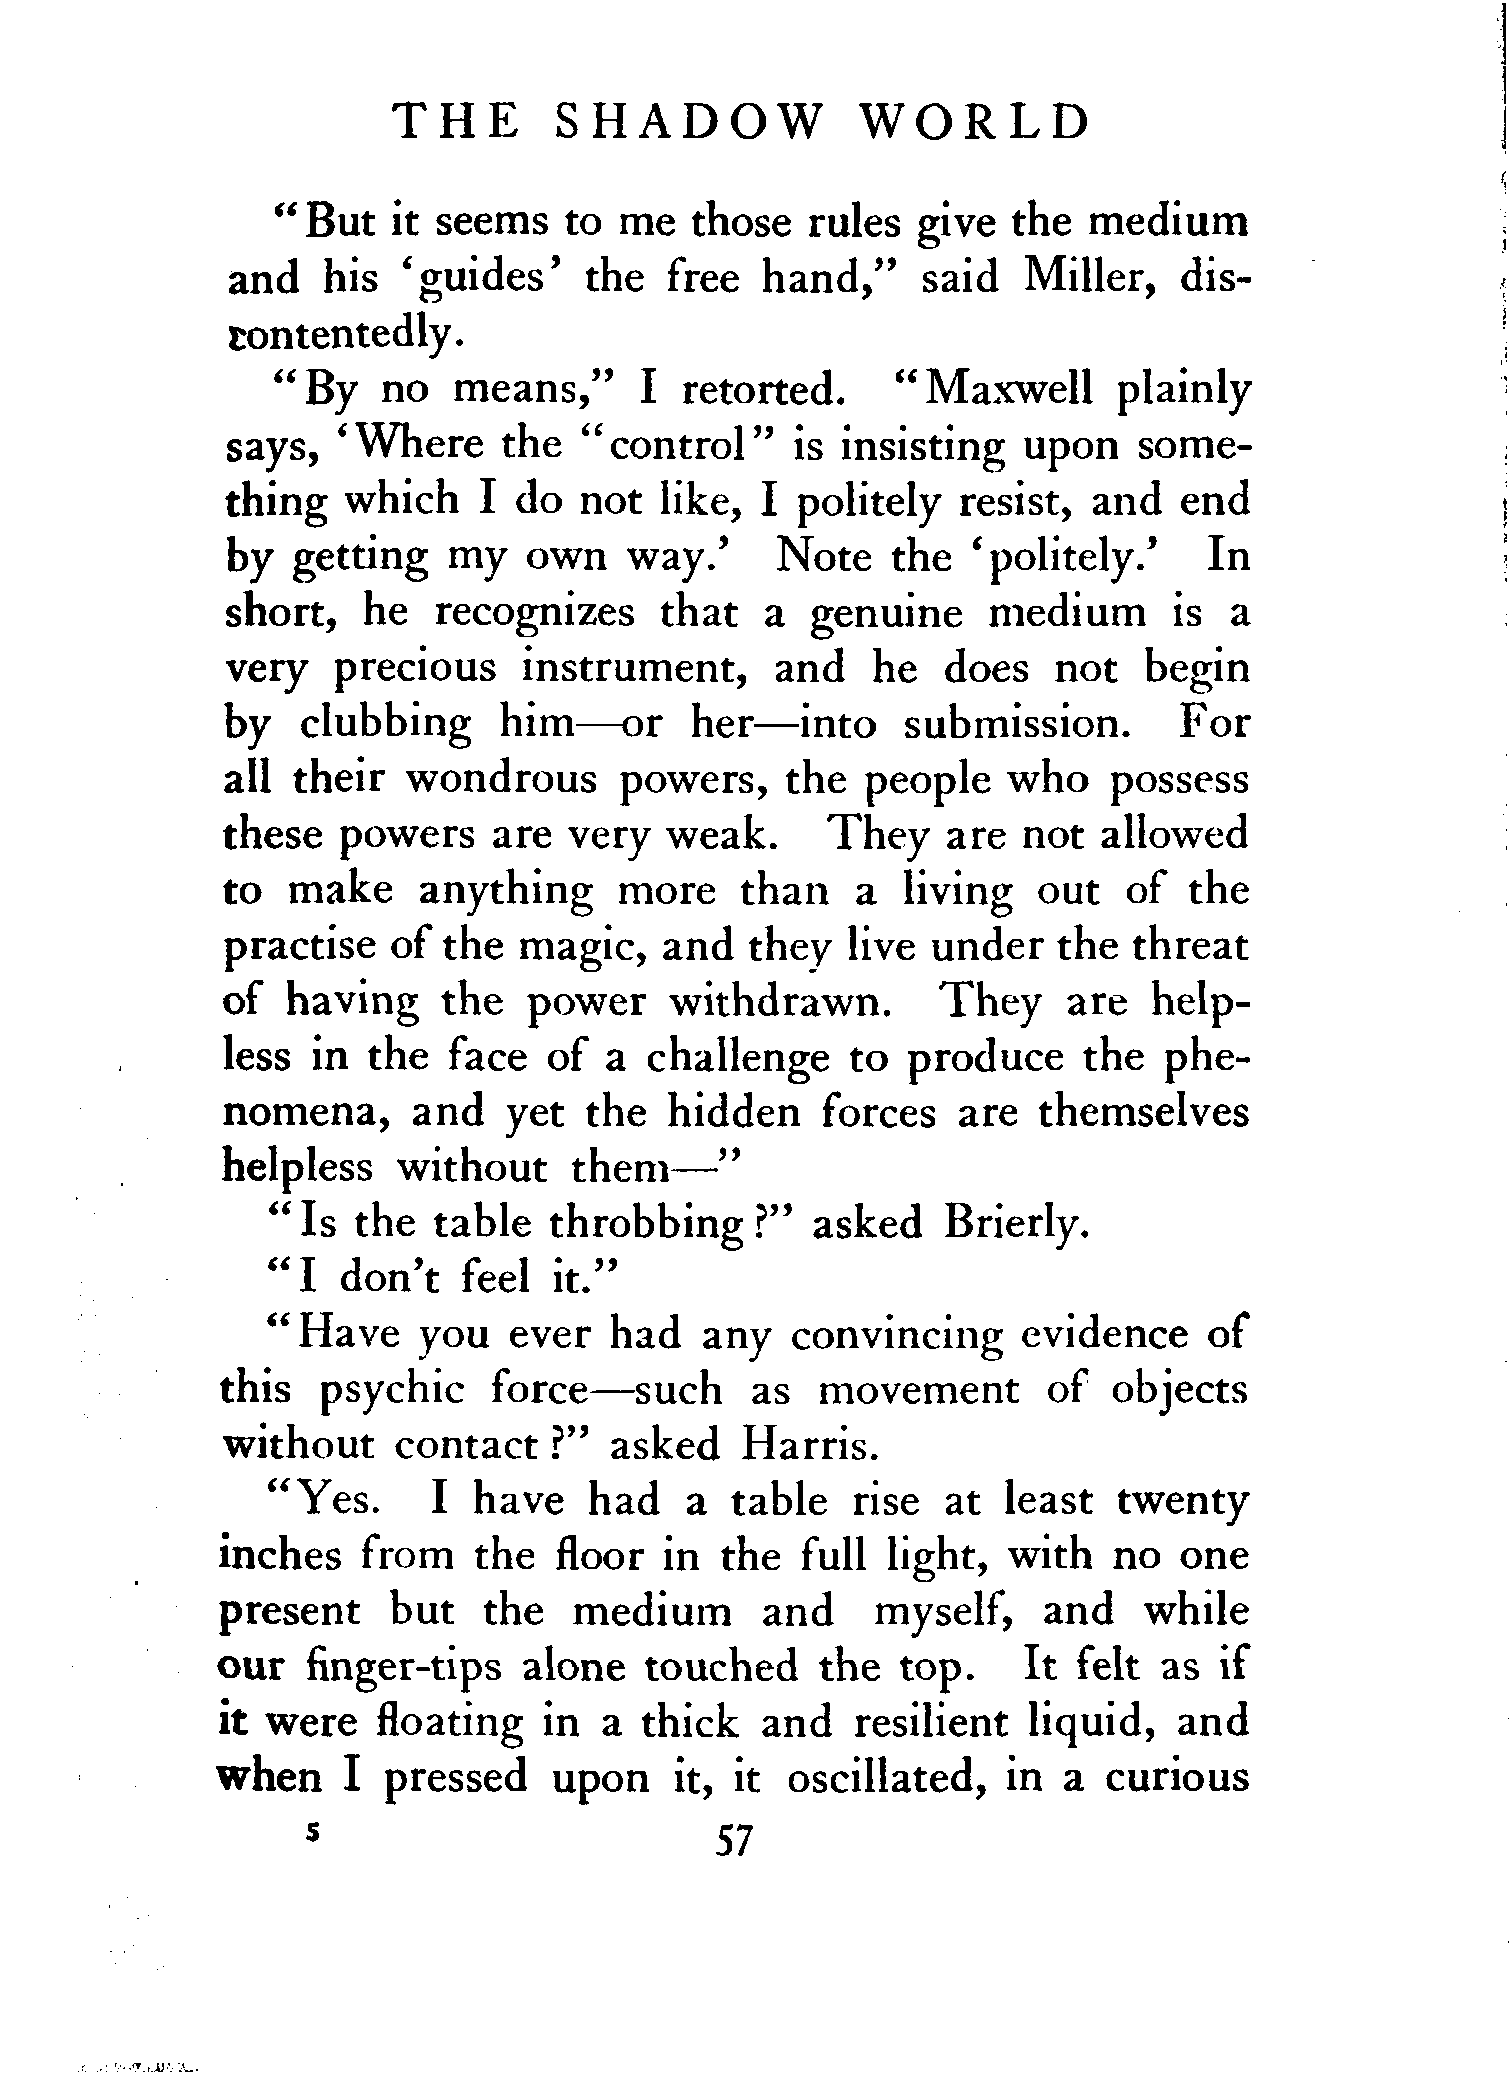 THE SHADOW WORLD
“But it seems to me those rules give the medium
and his ‘guides’ the free hand,” said Miller, dis-
contentedly.
“By no means,” I retorted. “Maxwell plainly
says, ‘Where the “control” is insisting upon some-
thing which I do not like, I politely resist, and end
by getting my own way.’ Note the ‘politely.’ In
short, he recognizes that a genuine medium is a
very precious instrument, and he does not begin
by clubbing him—or her—into submission. For
all their wondrous powers, the people who possess
these powers are very weak. They are not allowed
to make anything more than a living out of the
practise of the magic, and they live under the threat
of having the power withdrawn. They are help-
less in the face of a challenge to produce the phe-
nomena, and yet the hidden forces are themselves
helpless without them—”
“Is the table throbbing?” asked Brierly.
“I don't feel it.”
“Have you ever had any convincing evidence of
this psychic force—such as movement of objects
without contact?” asked Harris.
“Yes. I have had a table rise at least twenty
inches from the floor in the full light, with no one
present but the medium and myself, and while
our finger-tips alone touched the top. It felt as if
it were floating in a thick and resilient liquid, and
when I pressed upon it, it oscillated, in a curious
5 57